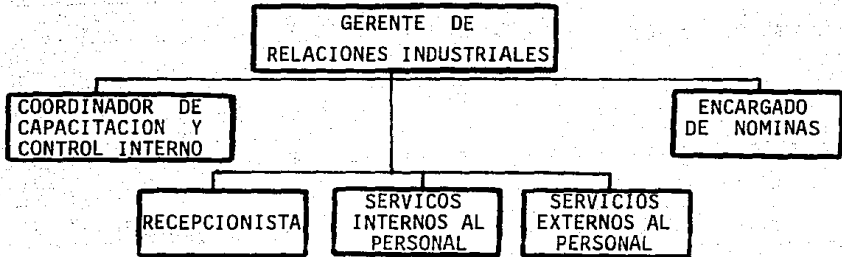 GERENTE DE
RELACIONES INDUSTRIALES
COORDINADOR DE
CAPACITACION Y
CONTROL INTERNO
ENCARGADO
DE NOMINAS
RECEPCIONISTA
SERVICOS
INTERNOS AL
PERSONAL
SERVICIOS
EXTERNOS AL
PERSONAL